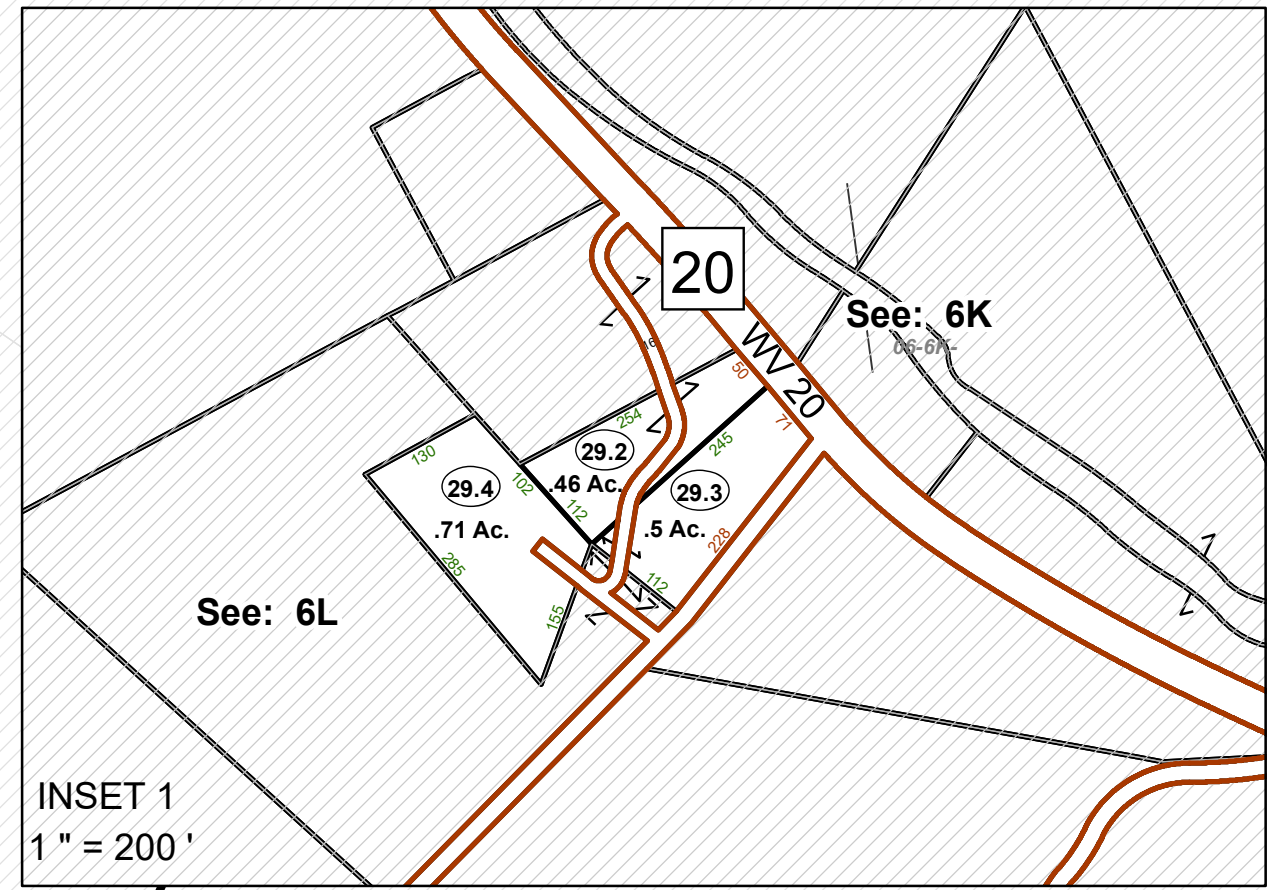 20
See: 6K
06-6K-
WV 20
50
71
16
254
245
29.2
.46 Ac.
130
102
112
29.4
.71 Ac.
29.3
.5 Ac.
228
285
112
155
See: 6L
INSET 1
1 " = 200 '